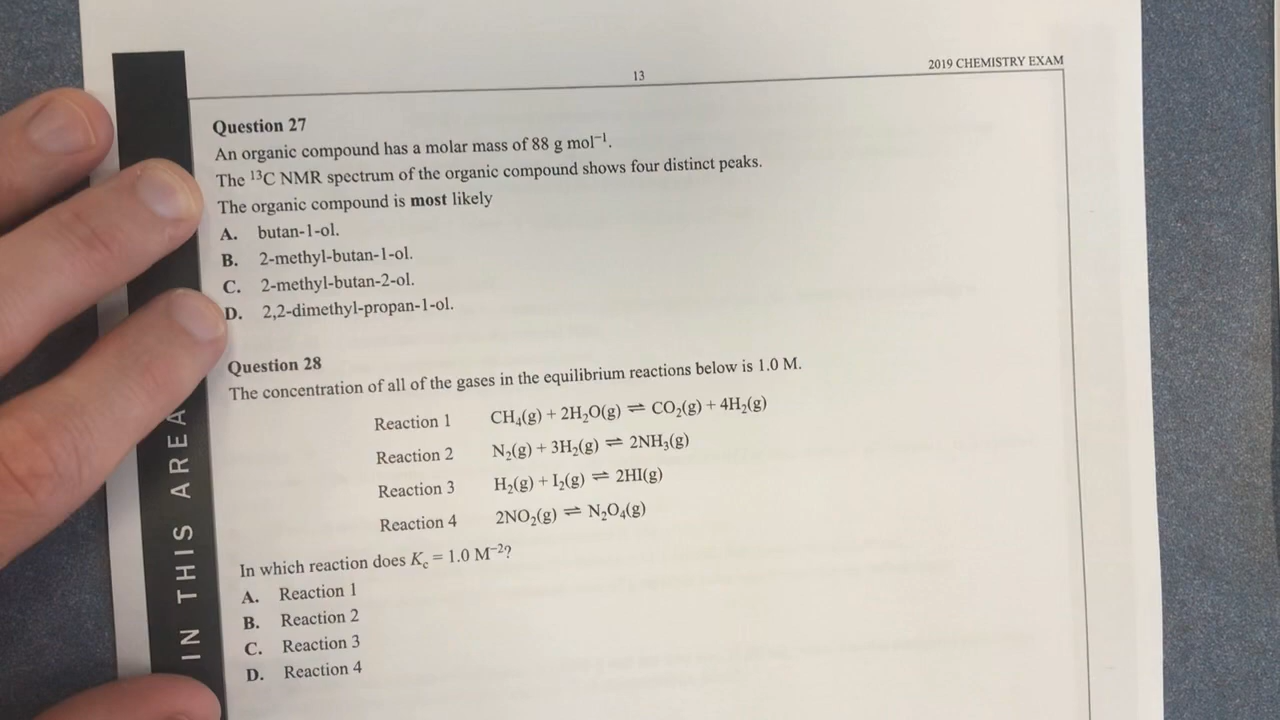 13
2019 CHEMISTRY EXAM
Question 27
An organic compound has a molar mass of 88 g mol⁻¹.
The ¹³C NMR spectrum of the organic compound shows four distinct peaks.
The organic compound is most likely
A. butan-1-ol.
B. 2-methyl-butan-1-ol.
C. 2-methyl-butan-2-ol.
D. 2,2-dimethyl-propan-1-ol.
Question 28
The concentration of all of the gases in the equilibrium reactions below is 1.0 M.
Reaction 1 CH₄(g) + 2H₂O(g) ⇌ CO₂(g) + 4H₂(g)
Reaction 2 N₂(g) + 3H₂(g) ⇌ 2NH₃(g)
Reaction 3 H₂(g) + I₂(g) ⇌ 2HI(g)
Reaction 4 2NO₂(g) ⇌ N₂O₄(g)
In which reaction does K꜀ = 1.0 M⁻²?
A. Reaction 1
B. Reaction 2
C. Reaction 3
D. Reaction 4
IN THIS AREA